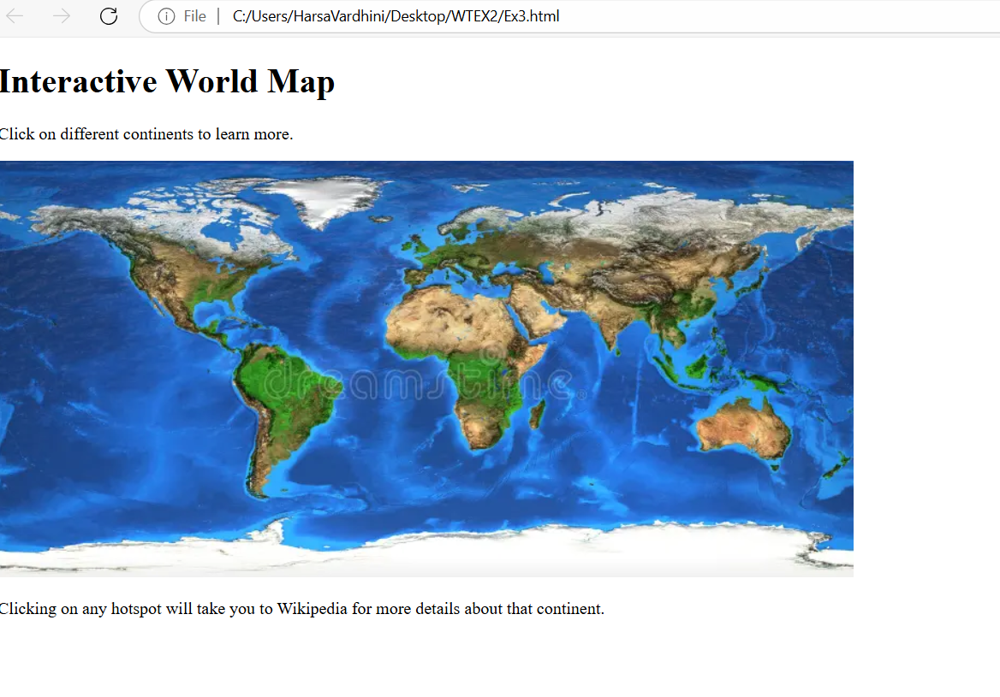 File | C:/Users/HarsaVardhini/Desktop/WTEX2/Ex3.html
Interactive World Map
Click on different continents to learn more.
dreamstime
Clicking on any hotspot will take you to Wikipedia for more details about that continent.